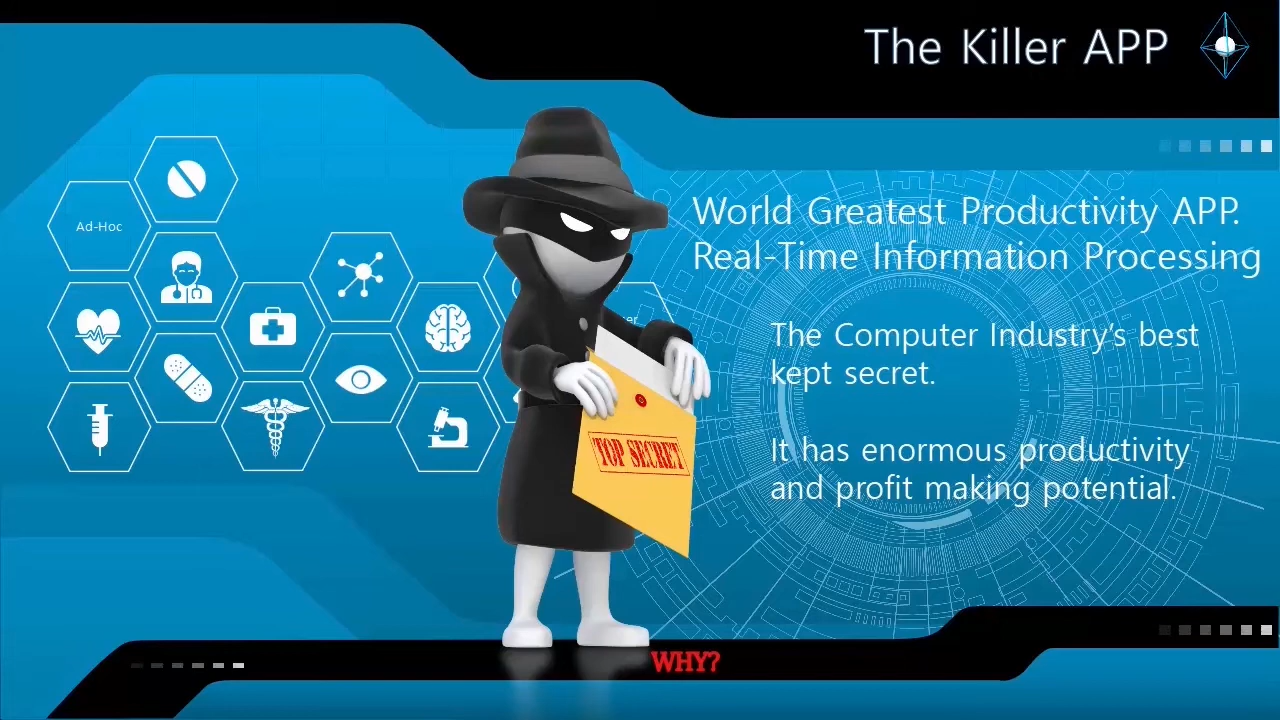 The Killer APP
Ad-Hoc
World Greatest Productivity APP.
Real-Time Information Processing
The Computer Industry's best
kept secret.
It has enormous productivity
and profit making potential.
TOP SECRET
WHY?